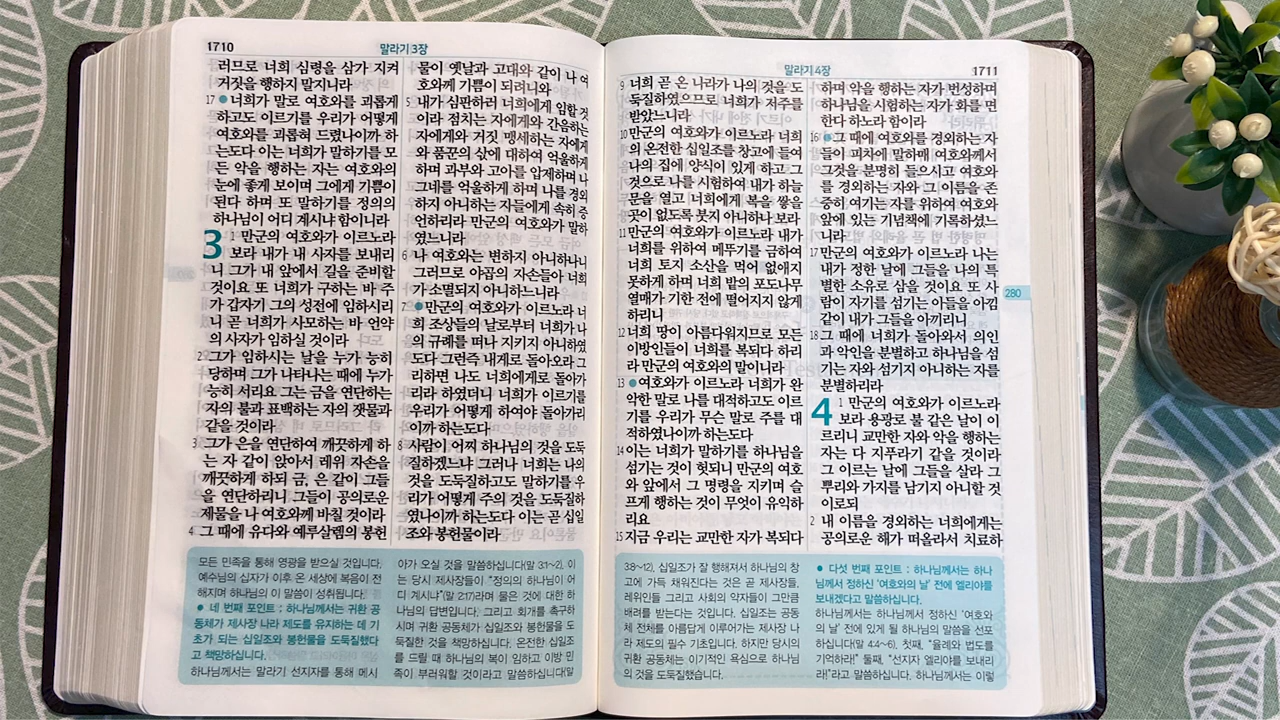 1710
말라기 3장
러므로 너희 심령을 삼가 지켜
거짓을 행하지 말지니라
17 ● 너희가 말로 여호와를 괴롭게
하고도 이르기를 우리가 어떻게
여호와를 괴롭혀 드렸나이까 하
는도다 이는 너희가 말하기를 모
든 악을 행하는 자는 여호와의
눈에 좋게 보이며 그에게 기쁨이
된다 하며 또 말하기를 정의의
하나님이 어디 계시냐 함이니라
3 1 만군의 여호와가 이르노라
보라 내가 내 사자를 보내리
니 그가 내 앞에서 길을 준비할
것이요 또 너희가 구하는 바 주
가 갑자기 그의 성전에 임하시리
니 곧 너희가 사모하는 바 언약
의 사자가 임하실 것이라
2 그가 임하시는 날을 누가 능히
당하며 그가 나타나는 때에 누가
능히 서리요 그는 금을 연단하는
자의 불과 표백하는 자의 잿물과
같을 것이라
3 그가 은을 연단하여 깨끗하게 하
는 자 같이 앉아서 레위 자손을
깨끗하게 하되 금, 은 같이 그들
을 연단하리니 그들이 공의로운
제물을 나 여호와께 바칠 것이라
4 그 때에 유다와 예루살렘의 봉헌
물이 옛날과 고대와 같이 나 여
호와께 기쁨이 되려니와
5 내가 심판하러 너희에게 임할 것
이라 점치는 자에게와 간음하는
자에게와 거짓 맹세하는 자에게
와 품꾼의 삯에 대하여 억울하게
하며 과부와 고아를 압제하며 나
그네를 억울하게 하며 나를 경외
하지 아니하는 자들에게 속히 증
언하리라 만군의 여호와가 말하
였느니라
6 나 여호와는 변하지 아니하나니
그러므로 야곱의 자손들아 너희
가 소멸되지 아니하느니라
7 ● 만군의 여호와가 이르노라 너
희 조상들의 날로부터 너희가 나
의 규례를 떠나 지키지 아니하였
도다 그런즉 내게로 돌아오라 그
리하면 나도 너희에게로 돌아가
리라 하였더니 너희가 이르기를
우리가 어떻게 하여야 돌아가리
이까 하는도다
8 사람이 어찌 하나님의 것을 도둑
질하겠느냐 그러나 너희는 나의
것을 도둑질하고도 말하기를 우
리가 어떻게 주의 것을 도둑질하
였나이까 하는도다 이는 곧 십일
조와 봉헌물이라
모든 민족을 통해 영광을 받으실 것입니다.
예수님의 십자가 이후 온 세상에 복음이 전
해지며 하나님의 이 말씀이 성취됩니다.
● 네 번째 포인트 : 하나님께서는 귀환 공
동체가 제사장 나라 제도를 유지하는 데 기
초가 되는 십일조와 봉헌물을 도둑질했다
고 책망하십니다.
하나님께서는 말라기 선지자를 통해 메시
아가 오실 것을 말씀하십니다(말 3:1~2). 이
는 당시 제사장들이 "정의의 하나님이 어
디 계시냐"(말 2:17)라며 물은 것에 대한 하
나님의 답변입니다. 그리고 회개를 촉구하
시며 귀환 공동체가 십일조와 봉헌물을 도
둑질한 것을 책망하십니다. 온전한 십일조
를 드릴 때 하나님의 복이 임하고 이방 민
족이 부러워할 것이라고 말씀하십니다(말
말라기 4장
1711
9 너희 곧 온 나라가 나의 것을 도
둑질하였으므로 너희가 저주를
받았느니라
10 만군의 여호와가 이르노라 너희
의 온전한 십일조를 창고에 들여
나의 집에 양식이 있게 하고 그
것으로 나를 시험하여 내가 하늘
문을 열고 너희에게 복을 쌓을
곳이 없도록 붓지 아니하나 보라
11 만군의 여호와가 이르노라 내가
너희를 위하여 메뚜기를 금하여
너희 토지 소산을 먹어 없애지
못하게 하며 너희 밭의 포도나무
열매가 기한 전에 떨어지지 않게
하리니
12 너희 땅이 아름다워지므로 모든
이방인들이 너희를 복되다 하리
라 만군의 여호와의 말이니라
13 ● 여호와가 이르노라 너희가 완
악한 말로 나를 대적하고도 이르
기를 우리가 무슨 말로 주를 대
적하였나이까 하는도다
14 이는 너희가 말하기를 하나님을
섬기는 것이 헛되니 만군의 여호
와 앞에서 그 명령을 지키며 슬
프게 행하는 것이 무엇이 유익하
리요
15 지금 우리는 교만한 자가 복되다
하며 악을 행하는 자가 번성하며
하나님을 시험하는 자가 화를 면
한다 하노라 함이라
16 ● 그 때에 여호와를 경외하는 자
들이 피차에 말하매 여호와께서
그것을 분명히 들으시고 여호와
를 경외하는 자와 그 이름을 존
중히 여기는 자를 위하여 여호와
앞에 있는 기념책에 기록하셨느
니라
17 만군의 여호와가 이르노라 나는
내가 정한 날에 그들을 나의 특
별한 소유로 삼을 것이요 또 사
람이 자기를 섬기는 아들을 아낌
같이 내가 그들을 아끼리니
18 그 때에 너희가 돌아와서 의인
과 악인을 분별하고 하나님을 섬
기는 자와 섬기지 아니하는 자를
분별하리라
4 1 만군의 여호와가 이르노라
보라 용광로 불 같은 날이 이
르리니 교만한 자와 악을 행하는
자는 다 지푸라기 같을 것이라
그 이르는 날에 그들을 살라 그
뿌리와 가지를 남기지 아니할 것
이로되
2 내 이름을 경외하는 너희에게는
공의로운 해가 떠올라서 치료하
280
3:8~12). 십일조가 잘 행해져서 하나님의 창
고에 가득 채워진다는 것은 곧 제사장들,
레위인들 그리고 사회의 약자들이 그만큼
배려를 받는다는 것입니다. 십일조는 공동
체 전체를 아름답게 이루어가는 제사장 나
라 제도의 필수 기초입니다. 하지만 당시의
귀환 공동체는 이기적인 욕심으로 하나님
의 것을 도둑질했습니다.
● 다섯 번째 포인트 : 하나님께서는 하나
님께서 정하신 '여호와의 날' 전에 엘리야를
보내겠다고 말씀하십니다.
하나님께서는 하나님께서 정하신 '여호와
의 날' 전에 있게 될 하나님의 말씀을 선포
하십니다(말 4:4~6). 첫째, "율례와 법도를
기억하라!" 둘째, "선지자 엘리야를 보내리
라!"라고 말씀하십니다. 하나님께서는 이렇